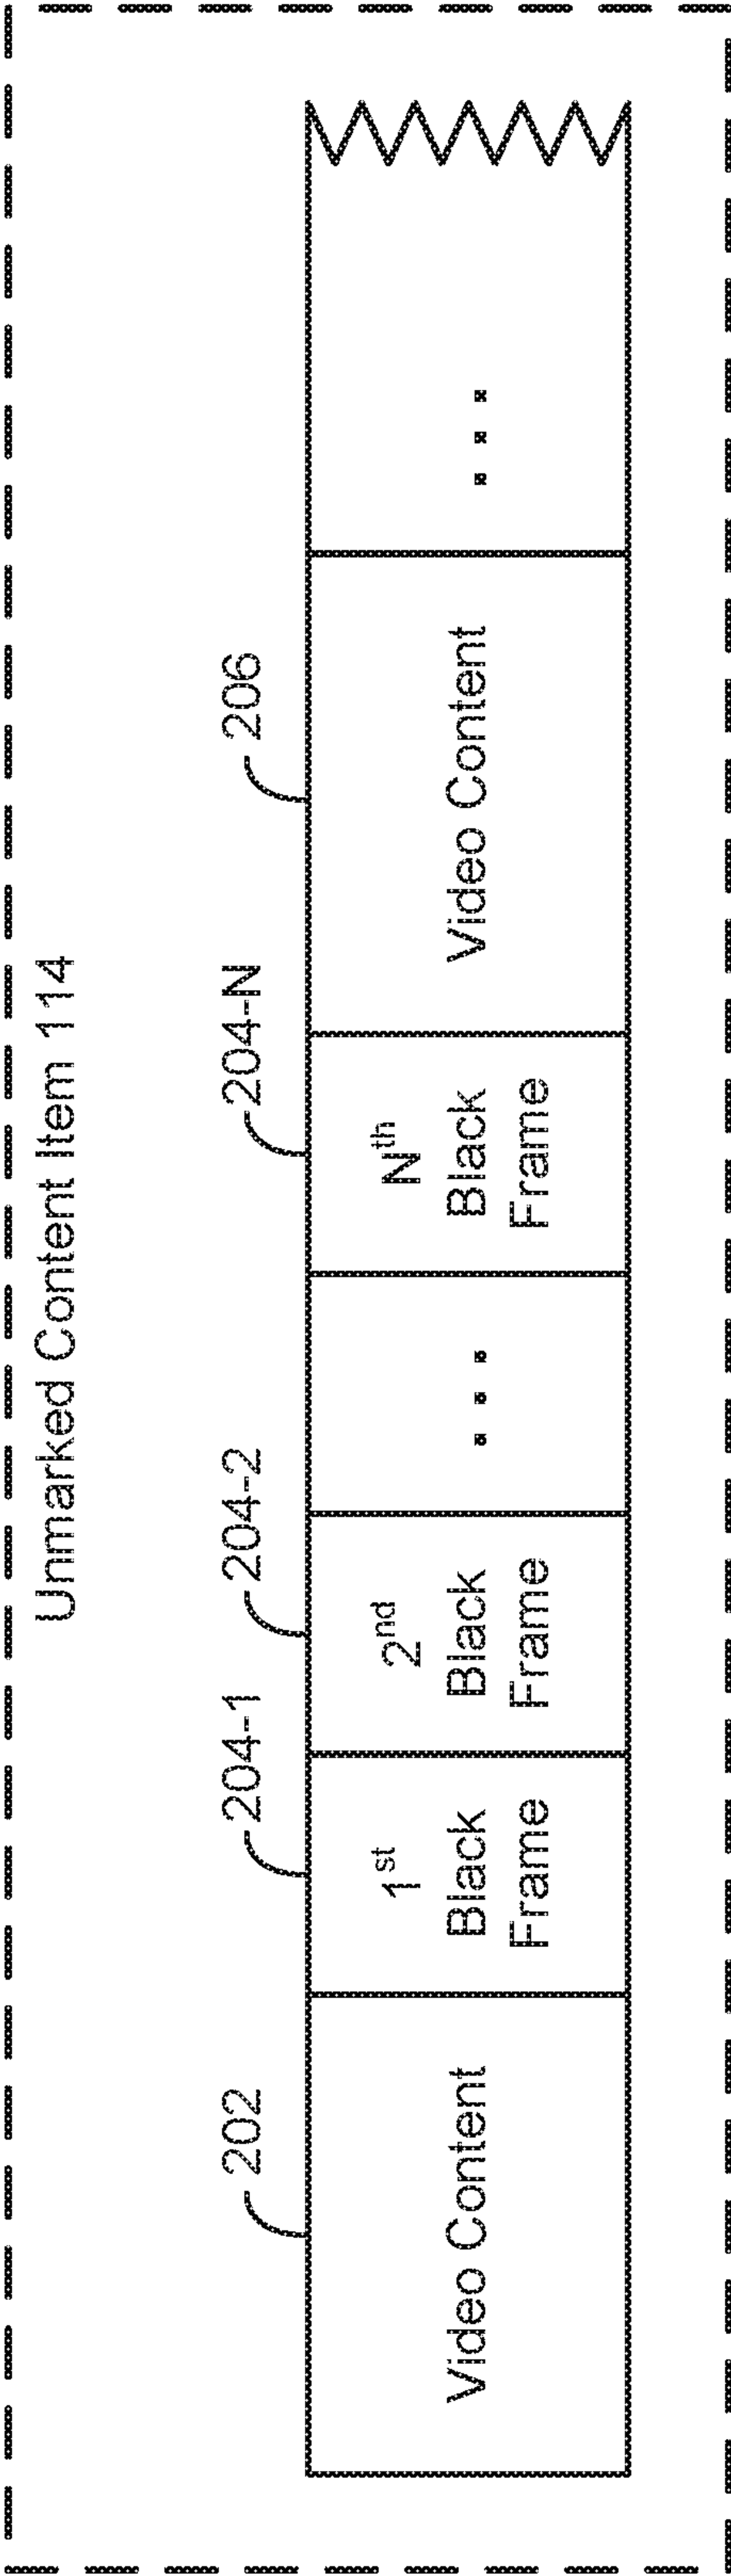 Unmarked Content Item 114
202
204-1
204-2
204-N
206
Video Content
1st
Black
Frame
2nd
Black
Frame
. . .
Nth
Black
Frame
Video Content
. . .